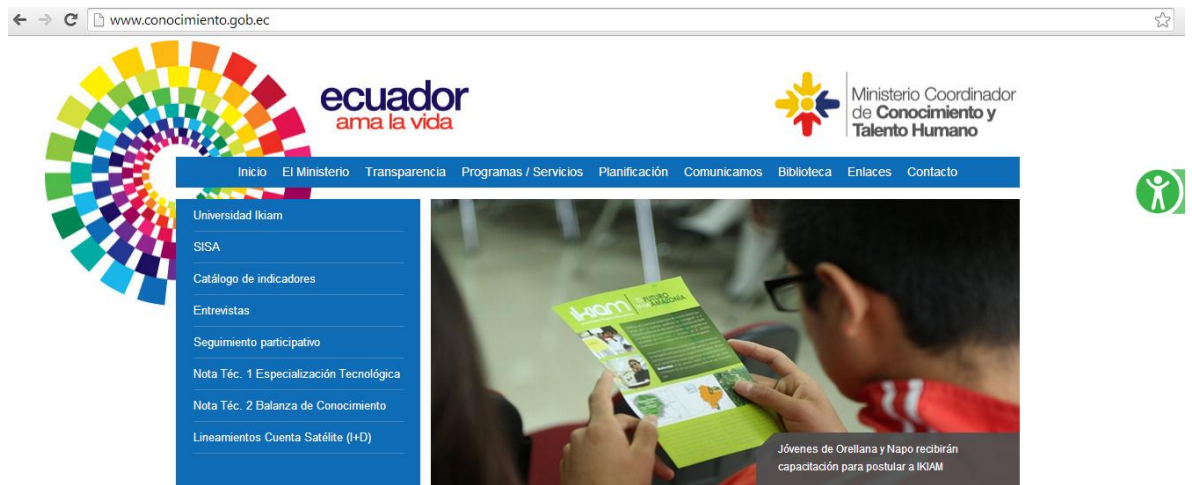 www.conocimiento.gob.ec
ecuador
ama la vida
Ministerio Coordinador
de Conocimiento y
Talento Humano
Inicio El Ministerio Transparencia Programas / Servicios Planificación Comunicamos Biblioteca Enlaces Contacto
Universidad Ikiam
SISA
Catálogo de indicadores
Entrevistas
Seguimiento participativo
Nota Téc. 1 Especialización Tecnológica
Nota Téc. 2 Balanza de Conocimiento
Lineamientos Cuenta Satélite (I+D)
ikiam
FUTURO
AMAZONÍA
Jóvenes de Orellana y Napo recibirán
capacitación para postular a IKIAM